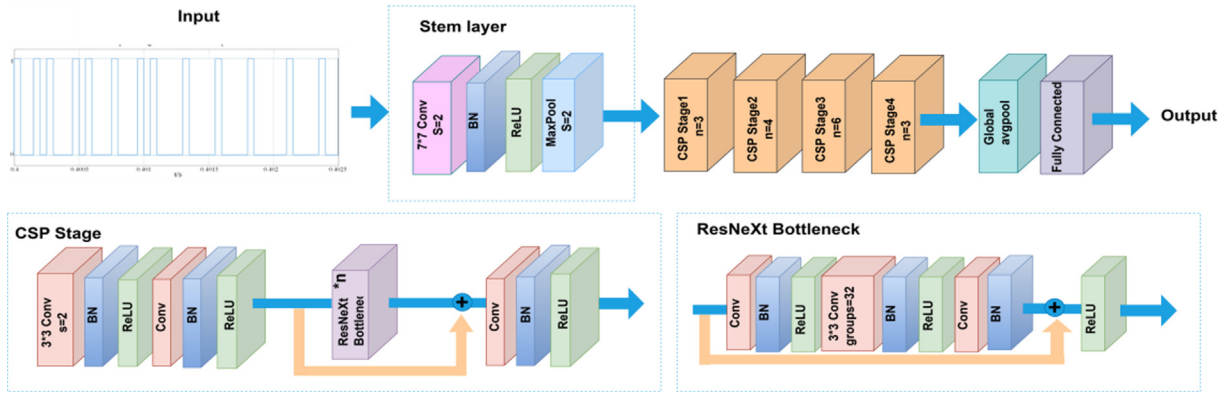 Input
1
0
0.4
0.4005
0.401
0.4015
0.402
0.4025
t/s
Stem layer
7*7 Conv
S=2
BN
ReLU
MaxPool
S=2
CSP Stage1
n=3
CSP Stage2
n=4
CSP Stage3
n=6
CSP Stage4
n=3
Global
avgpool
Fully Connected
Output
CSP Stage
3*3 Conv
s=2
BN
ReLU
Conv
BN
ReLU
ResNeXt
Bottlener
*n
+
Conv
BN
ReLU
ResNeXt Bottleneck
Conv
BN
ReLU
3*3 Conv
groups=32
BN
ReLU
Conv
BN
+
ReLU